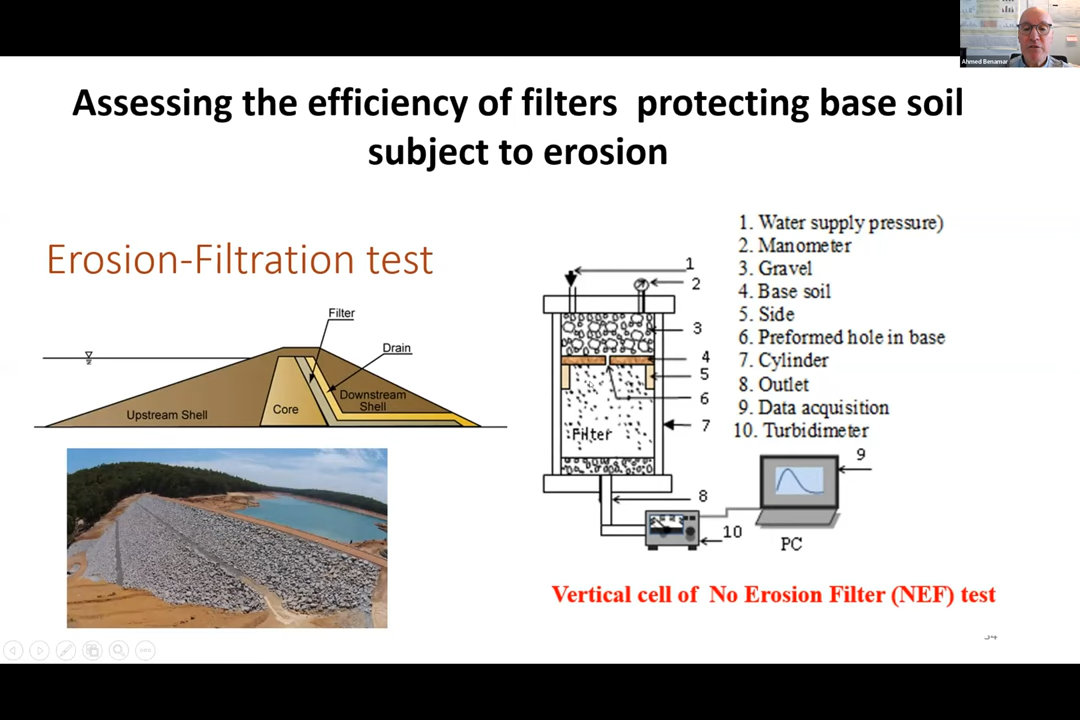 Ahmed Benamar
Assessing the efficiency of filters protecting base soil
subject to erosion
Erosion-Filtration test
Filter
Drain
Upstream Shell
Core
Downstream
Shell
1
2
3
4
5
6
7
8
9
10
Filter
PC
1. Water supply pressure)
2. Manometer
3. Gravel
4. Base soil
5. Side
6. Preformed hole in base
7. Cylinder
8. Outlet
9. Data acquisition
10. Turbidimeter
Vertical cell of No Erosion Filter (NEF) test